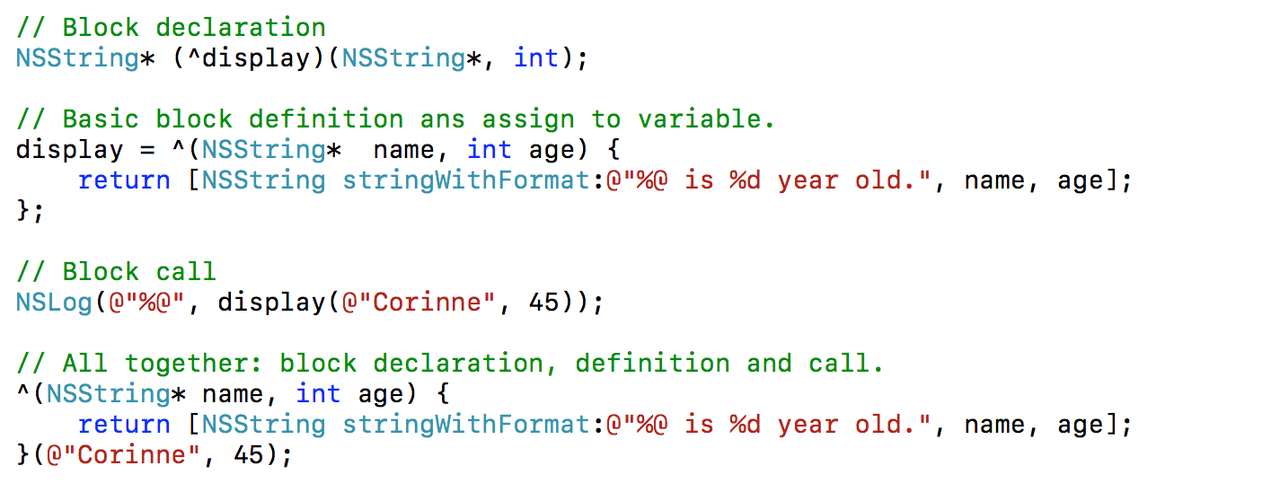 // Block declaration
NSString* (^display)(NSString*, int);
// Basic block definition ans assign to variable.
display = ^(NSString*  name, int age) {
    return [NSString stringWithFormat:@"%@ is %d year old.", name, age];
};
// Block call
NSLog(@"%@", display(@"Corinne", 45));
// All together: block declaration, definition and call.
^(NSString* name, int age) {
    return [NSString stringWithFormat:@"%@ is %d year old.", name, age];
}(@"Corinne", 45);